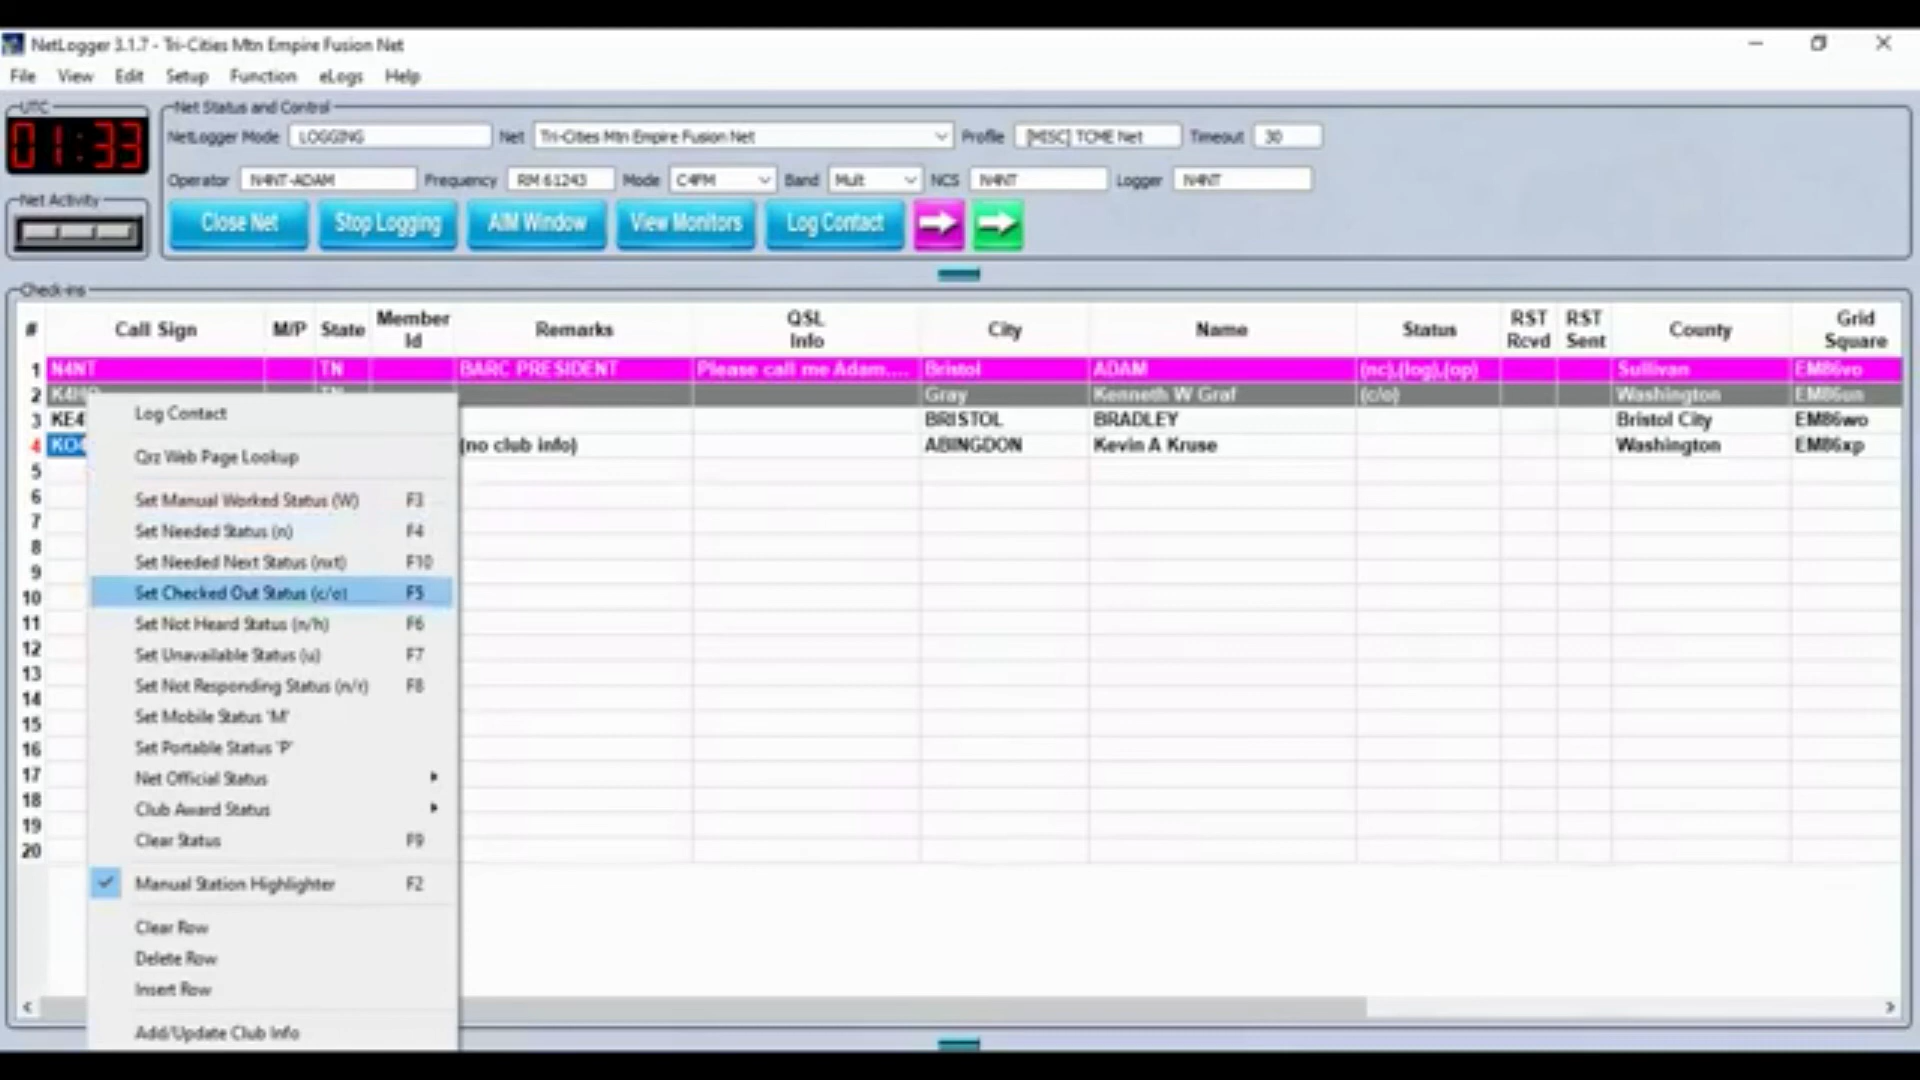 NetLogger 3.1.7 - Tri-Cities Mtn Empire Fusion Net
File View Edit Setup Function eLogs Help
UTC
01:33
Net Status and Control
NetLogger Mode LOGGING Net Tri-Cities Mtn Empire Fusion Net Profile [MISC] TCME Net Timeout 30
Operator N4NT-ADAM Frequency RM 61243 Mode C4FM Band Mult NCS N4NT Logger N4NT
Net Activity
Close Net Stop Logging AIM Window View Monitors Log Contact
Check-ins
# Call Sign M/P State Member Id Remarks QSL Info City Name Status RST Rcvd RST Sent County Grid Square
1 N4NT TN BARC PRESIDENT Please call me Adam.... Bristol ADAM (nc),(log),(op) Sullivan EM86vo
2 Gray Kenneth W Graf (c/o) Washington EM86un
3 KE4 BRISTOL BRADLEY Bristol City EM86wo
4 KO4 (no club info) ABINGDON Kevin A Kruse Washington EM86xp
5
6
7
8
9
10
11
12
13
14
15
16
17
18
19
20
Log Contact
Qrz Web Page Lookup
Set Manual Worked Status (W) F3
Set Needed Status (n) F4
Set Needed Next Status (nxt) F10
Set Checked Out Status (c/o) F5
Set Not Heard Status (n/h) F6
Set Unavailable Status (u) F7
Set Not Responding Status (n/r) F8
Set Mobile Status 'M'
Set Portable Status 'P'
Net Official Status
Club Award Status
Clear Status F9
Manual Station Highlighter F2
Clear Row
Delete Row
Insert Row
Add/Update Club Info